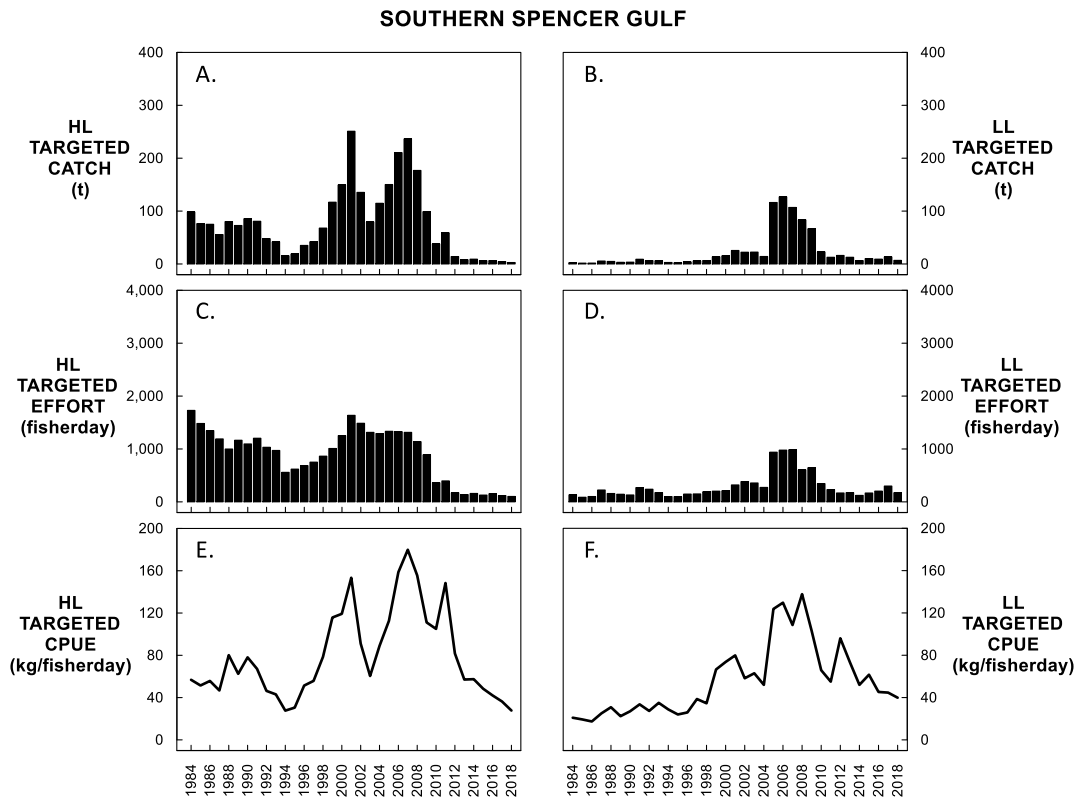 SOUTHERN SPENCER GULF
HL
TARGETED
CATCH
(t)
400
300
200
100
0
A.
B.
400
300
200
100
0
LL
TARGETED
CATCH
(t)
HL
TARGETED
EFFORT
(fisherday)
4,000
3,000
2,000
1,000
0
C.
D.
4000
3000
2000
1000
0
LL
TARGETED
EFFORT
(fisherday)
HL
TARGETED
CPUE
(kg/fisherday)
200
160
120
80
40
0
E.
F.
200
160
120
80
40
0
LL
TARGETED
CPUE
(kg/fisherday)
1984
1986
1988
1990
1992
1994
1996
1998
2000
2002
2004
2006
2008
2010
2012
2014
2016
2018
1984
1986
1988
1990
1992
1994
1996
1998
2000
2002
2004
2006
2008
2010
2012
2014
2016
2018